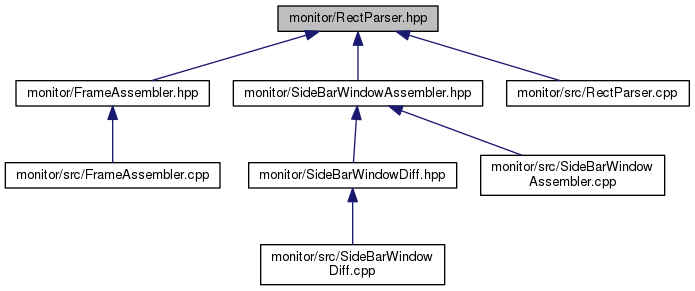 monitor/RectParser.hpp
monitor/FrameAssembler.hpp
monitor/SideBarWindowAssembler.hpp
monitor/src/RectParser.cpp
monitor/src/FrameAssembler.cpp
monitor/SideBarWindowDiff.hpp
monitor/src/SideBarWindow
Assembler.cpp
monitor/src/SideBarWindow
Diff.cpp